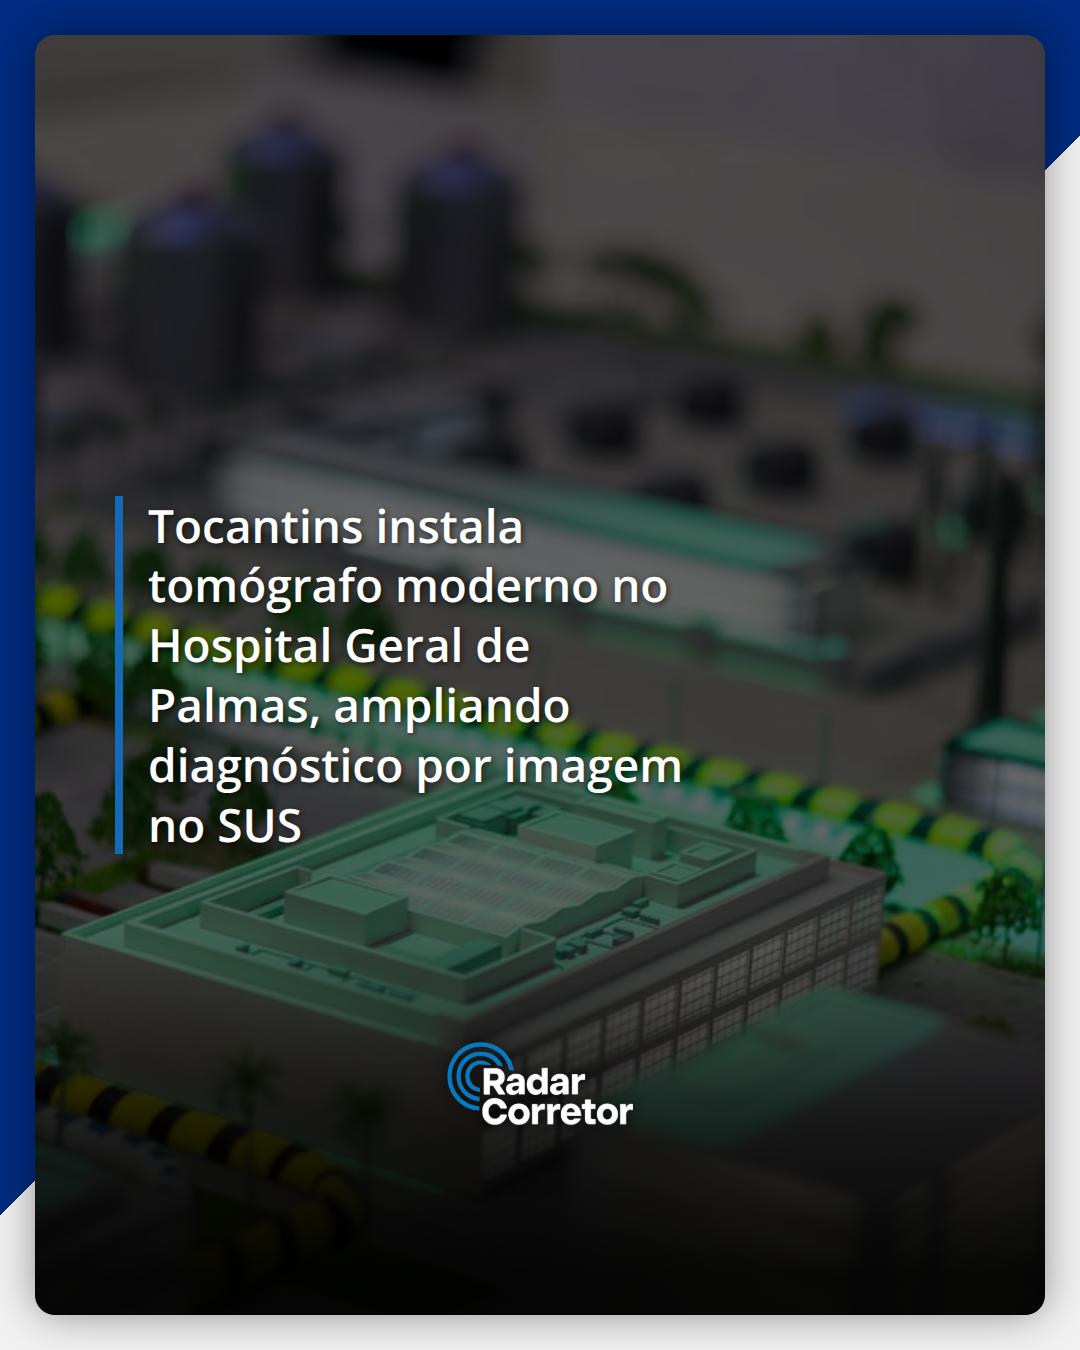 Tocantins instala
tomógrafo moderno no
Hospital Geral de
Palmas, ampliando
diagnóstico por imagem
no SUS
Radar
Corretor